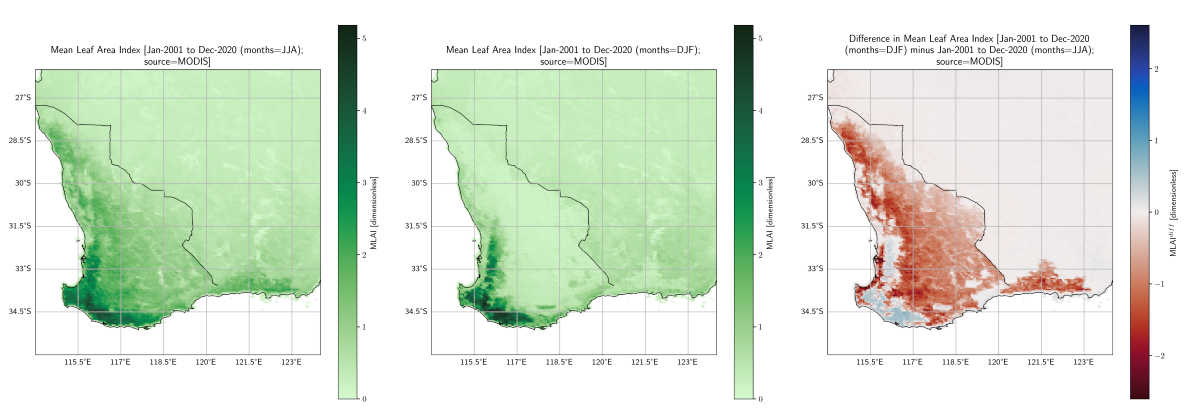 Mean Leaf Area Index [Jan-2001 to Dec-2020 (months=JJA);
source=MODIS]
27°S
28.5°S
30°S
31.5°S
33°S
34.5°S
115.5°E 117°E 118.5°E 120°E 121.5°E 123°E
5
4
3
2
1
0
MLAI [dimensionless]
Mean Leaf Area Index [Jan-2001 to Dec-2020 (months=DJF);
source=MODIS]
27°S
28.5°S
30°S
31.5°S
33°S
34.5°S
115.5°E 117°E 118.5°E 120°E 121.5°E 123°E
5
4
3
2
1
0
MLAI [dimensionless]
Difference in Mean Leaf Area Index [Jan-2001 to Dec-2020
(months=DJF) minus Jan-2001 to Dec-2020 (months=JJA);
source=MODIS]
27°S
28.5°S
30°S
31.5°S
33°S
34.5°S
115.5°E 117°E 118.5°E 120°E 121.5°E 123°E
2
1
0
−1
−2
MLAI^diff [dimensionless]